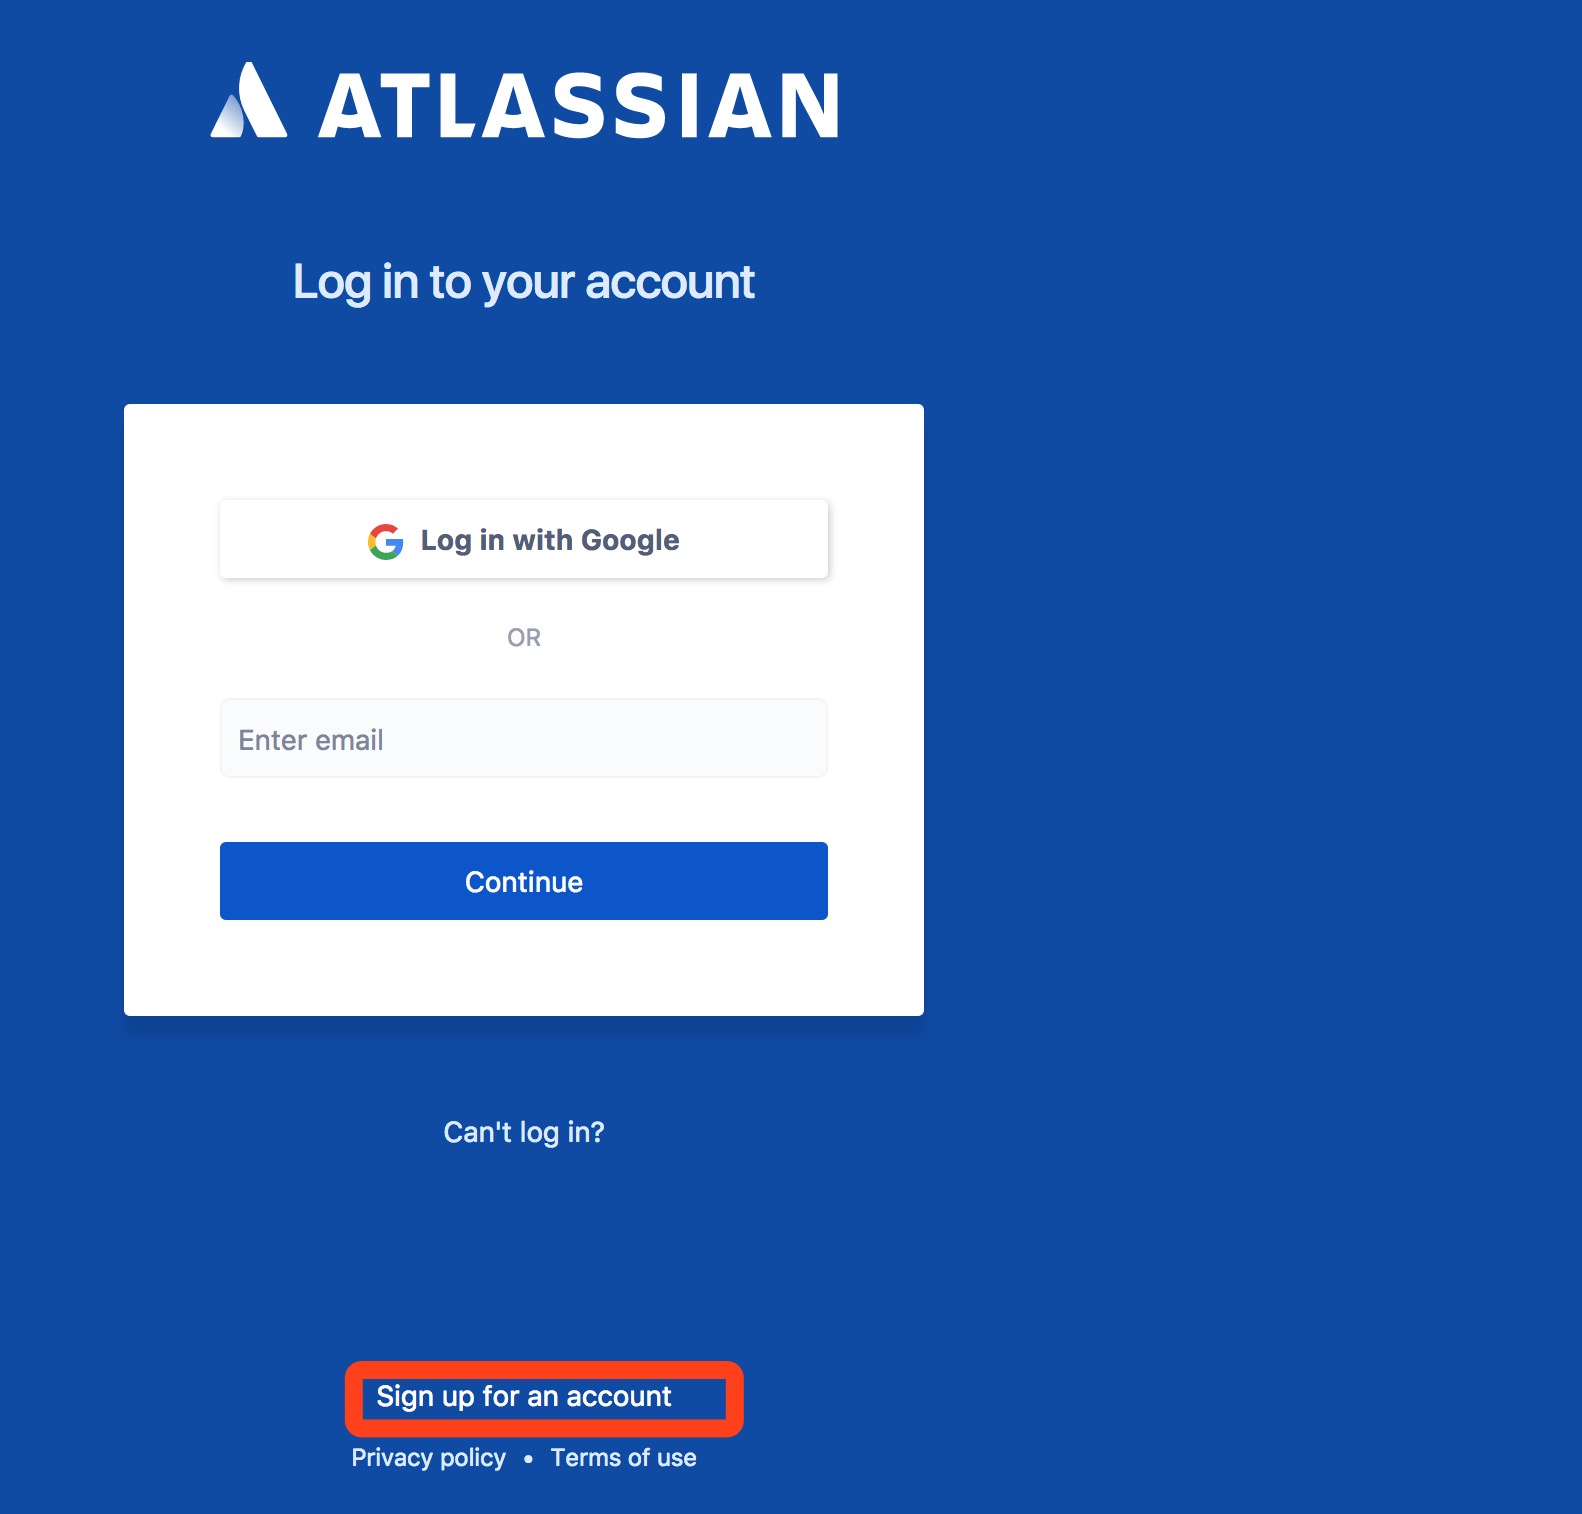 ATLASSIAN
Log in to your account
Log in with Google
OR
Enter email
Continue
Can't log in?
Sign up for an account
Privacy policy • Terms of use